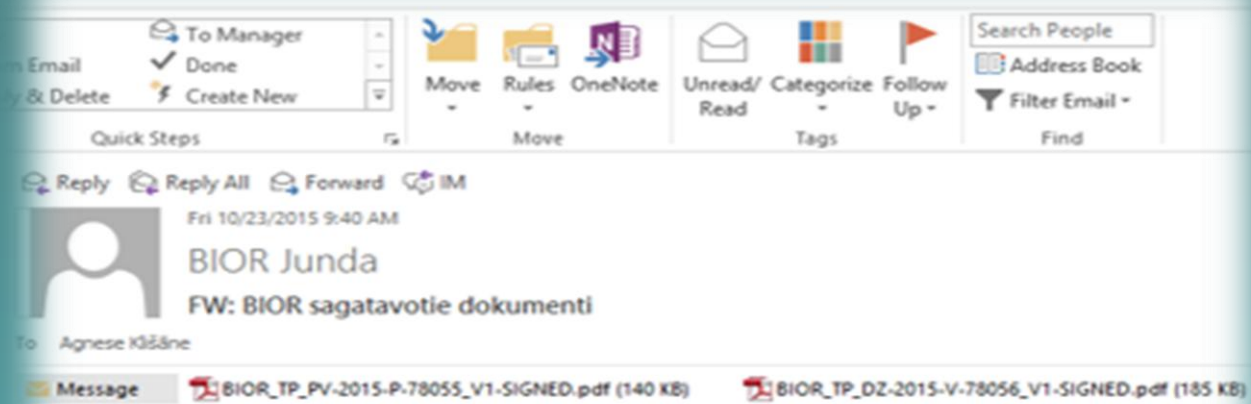 To Manager Search People
Email Done Address Book
& Delete Create New Move Rules OneNote Unread/ Read Categorize Follow Up Filter Email
Quick Steps Move Tags Find
Reply Reply All Forward IM
Fri 10/23/2015 9:40 AM
BIOR Junda
FW: BIOR sagatavotie dokumenti
To Agnese Klišāne
Message BIOR_TP_PV-2015-P-78055_V1-SIGNED.pdf (140 KB) BIOR_TP_DZ-2015-V-78056_V1-SIGNED.pdf (185 KB)